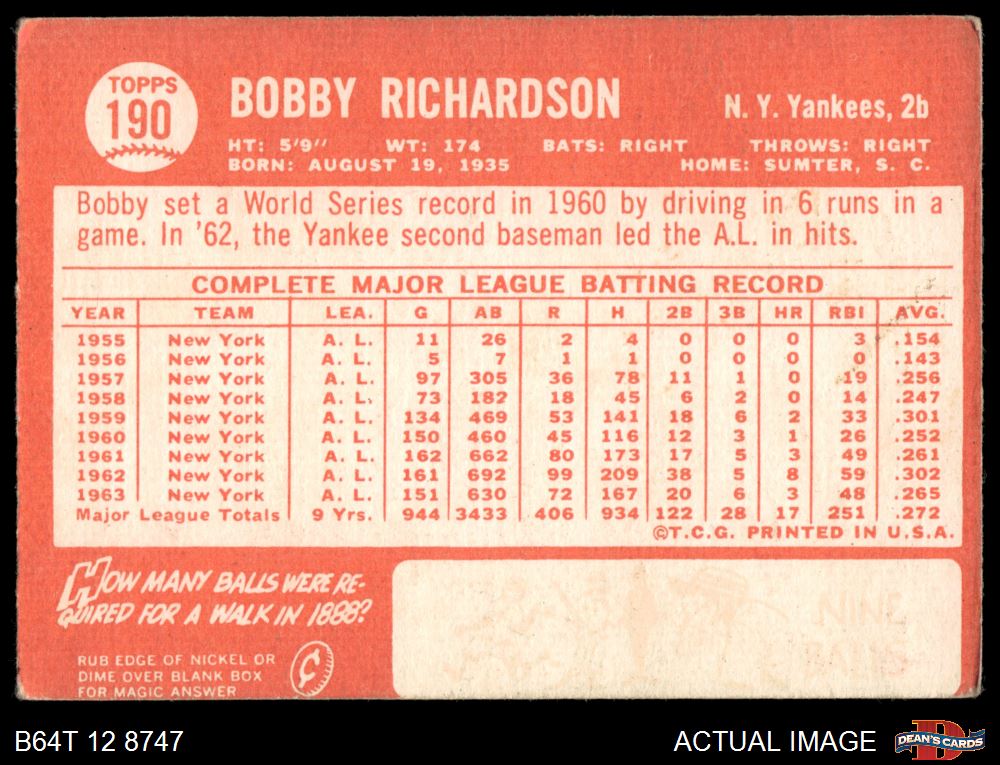 TOPPS
190
BOBBY RICHARDSON
N. Y. Yankees, 2b
HT: 5'9" WT: 174 BATS: RIGHT THROWS: RIGHT
BORN: AUGUST 19, 1935 HOME: SUMTER, S. C.
Bobby set a World Series record in 1960 by driving in 6 runs in a
game. In '62, the Yankee second baseman led the A.L. in hits.
COMPLETE MAJOR LEAGUE BATTING RECORD
YEAR TEAM LEA. G AB R H 2B 3B HR RBI AVG.
1955 New York A. L. 11 26 2 4 0 0 0 3 .154
1956 New York A. L. 5 7 1 1 0 0 0 0 .143
1957 New York A. L. 97 305 36 78 11 1 0 19 .256
1958 New York A. L. 73 182 18 45 6 2 0 14 .247
1959 New York A. L. 134 469 53 141 18 6 2 33 .301
1960 New York A. L. 150 460 45 116 12 3 1 26 .252
1961 New York A. L. 162 662 80 173 17 5 3 49 .261
1962 New York A. L. 161 692 99 209 38 5 8 59 .302
1963 New York A. L. 151 630 72 167 20 6 3 48 .265
Major League Totals 9 Yrs. 944 3433 406 934 122 28 17 251 .272
©T.C.G. PRINTED IN U.S.A.
HOW MANY BALLS WERE RE-
QUIRED FOR A WALK IN 1888?
RUB EDGE OF NICKEL OR
DIME OVER BLANK BOX
FOR MAGIC ANSWER
¢
B64T 12 8747
ACTUAL IMAGE
DEAN'S CARDS